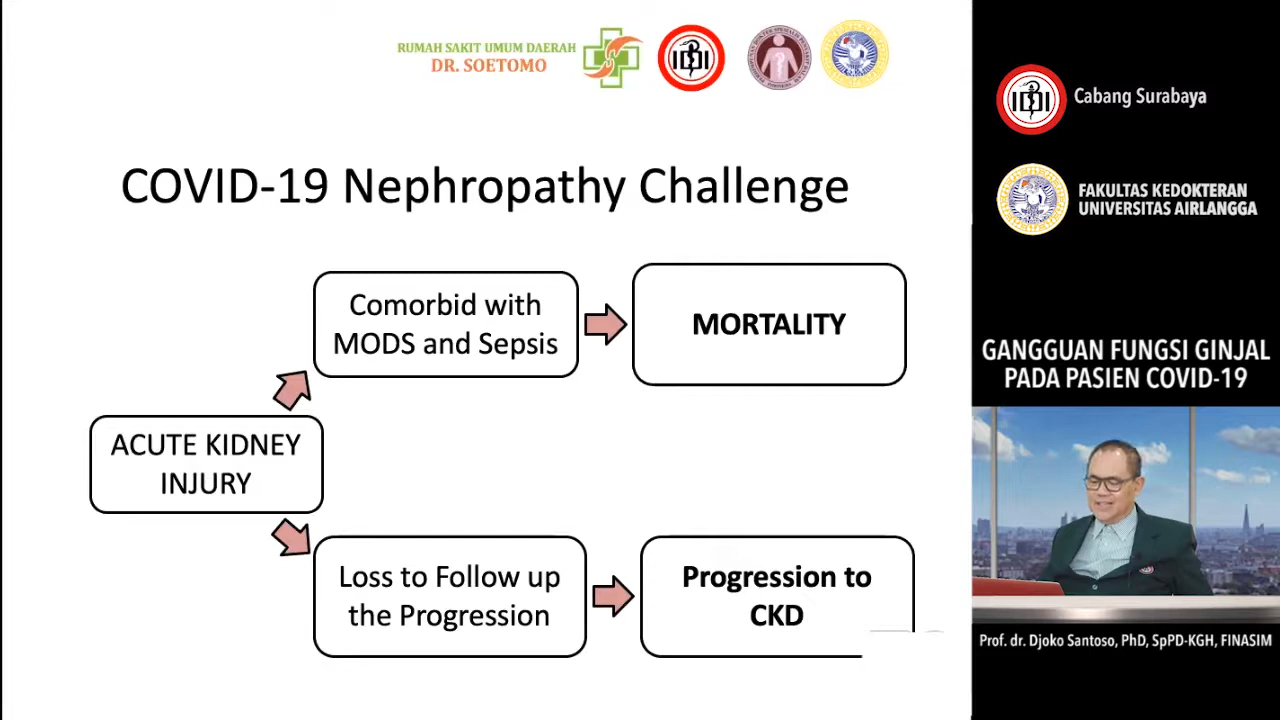 RUMAH SAKIT UMUM DAERAH
DR. SOETOMO
IDI
COVID-19 Nephropathy Challenge
Comorbid with
MODS and Sepsis
MORTALITY
ACUTE KIDNEY
INJURY
Loss to Follow up
the Progression
Progression to
CKD
IDI
Cabang Surabaya
FAKULTAS KEDOKTERAN
UNIVERSITAS AIRLANGGA
GANGGUAN FUNGSI GINJAL
PADA PASIEN COVID-19
Prof. dr. Djoko Santoso, PhD, SpPD-KGH, FINASIM